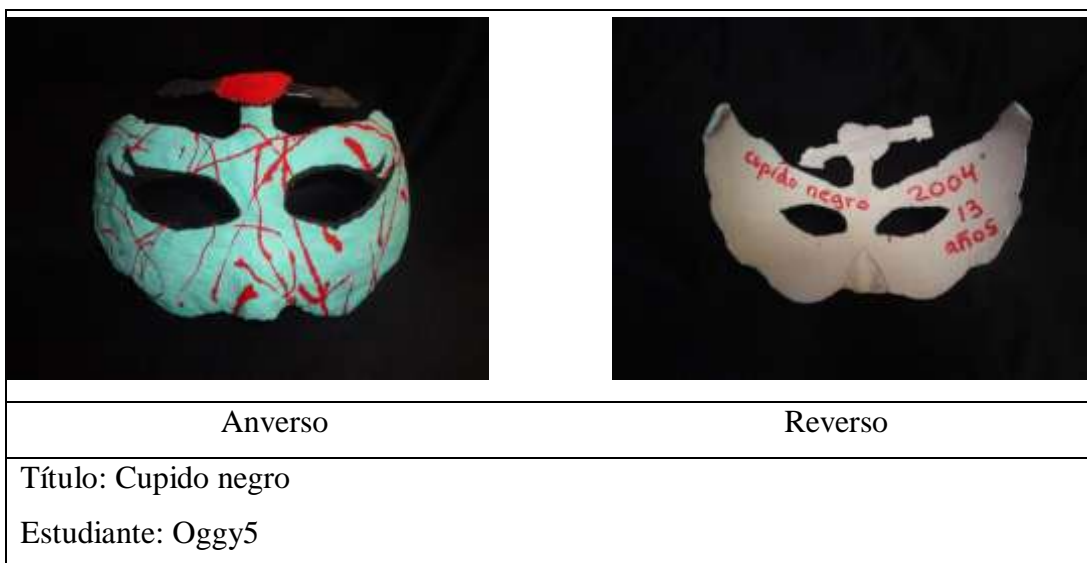 cupido negro
2004
13
años
Anverso
Reverso
Título: Cupido negro
Estudiante: Oggy5